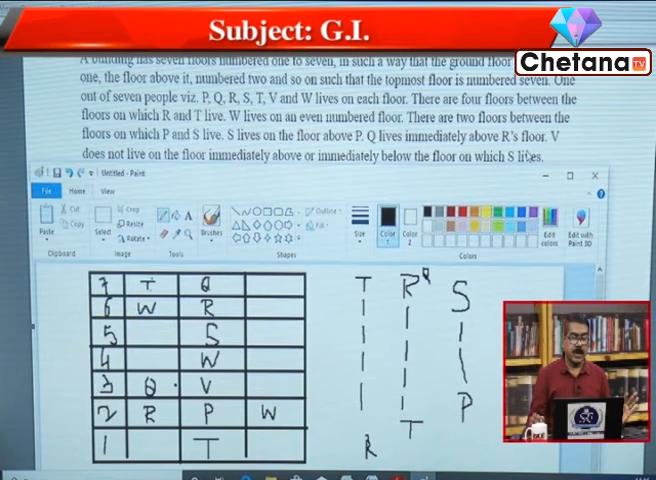 Subject: G.I.
Chetana TV
A building has seven floors numbered one to seven, in such a way that the ground floor
one, the floor above it, numbered two and so on such that the topmost floor is numbered seven. One
out of seven people viz. P, Q, R, S, T, V and W lives on each floor. There are four floors between the
floors on which R and T live. W lives on an even numbered floor. There are two floors between the
floors on which P and S live. S lives on the floor above P. Q lives immediately above R's floor. V
does not live on the floor immediately above or immediately below the floor on which S lives.
Untitled - Paint
File Home View
Paste Cut Copy
Select Crop Resize Rotate
Brushes
Outline Fill
Size
Color 1 Color 2
Edit colors
Edit with Paint 3D
Clipboard Image Tools Shapes Colors
7 T Q
6 W R
5 S
4 W
3 Q V
2 R P W
1 T
T R Q S
P
T
R